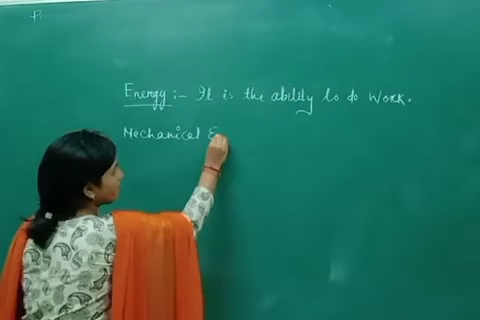 Energy :- It is the ability to do work.
Mechanical E